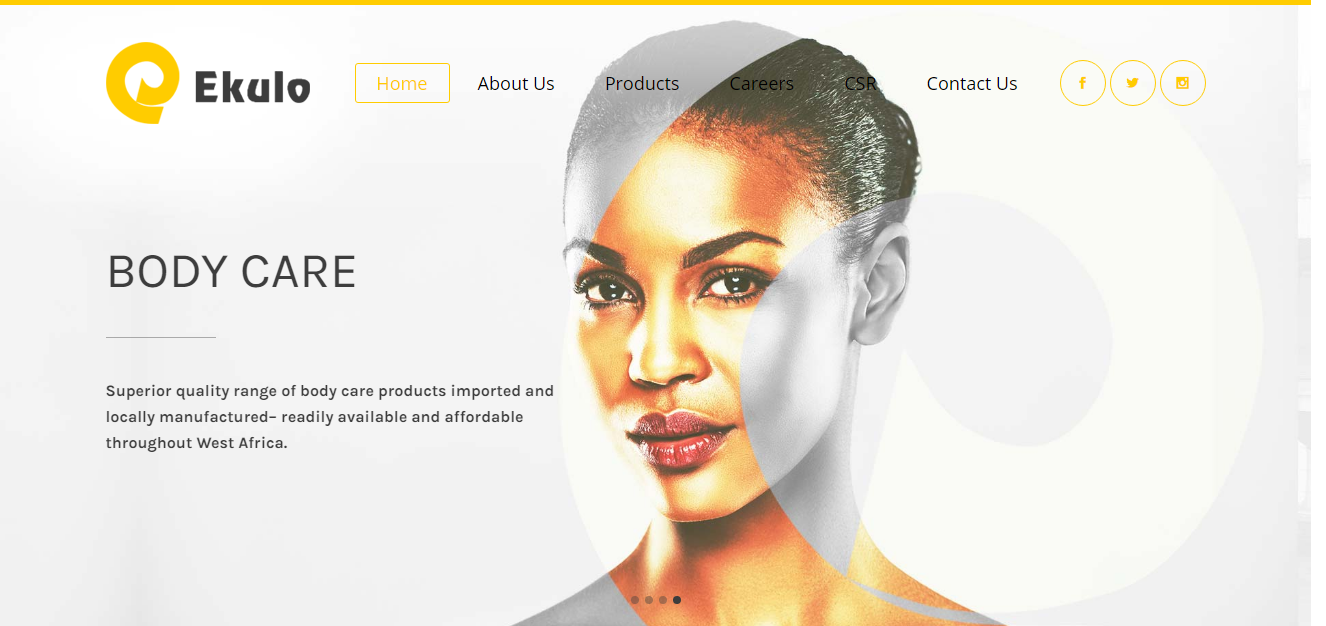 Ekulo
Home
About Us
Products
Careers
CSR
Contact Us
BODY CARE
Superior quality range of body care products imported and
locally manufactured– readily available and affordable
throughout West Africa.